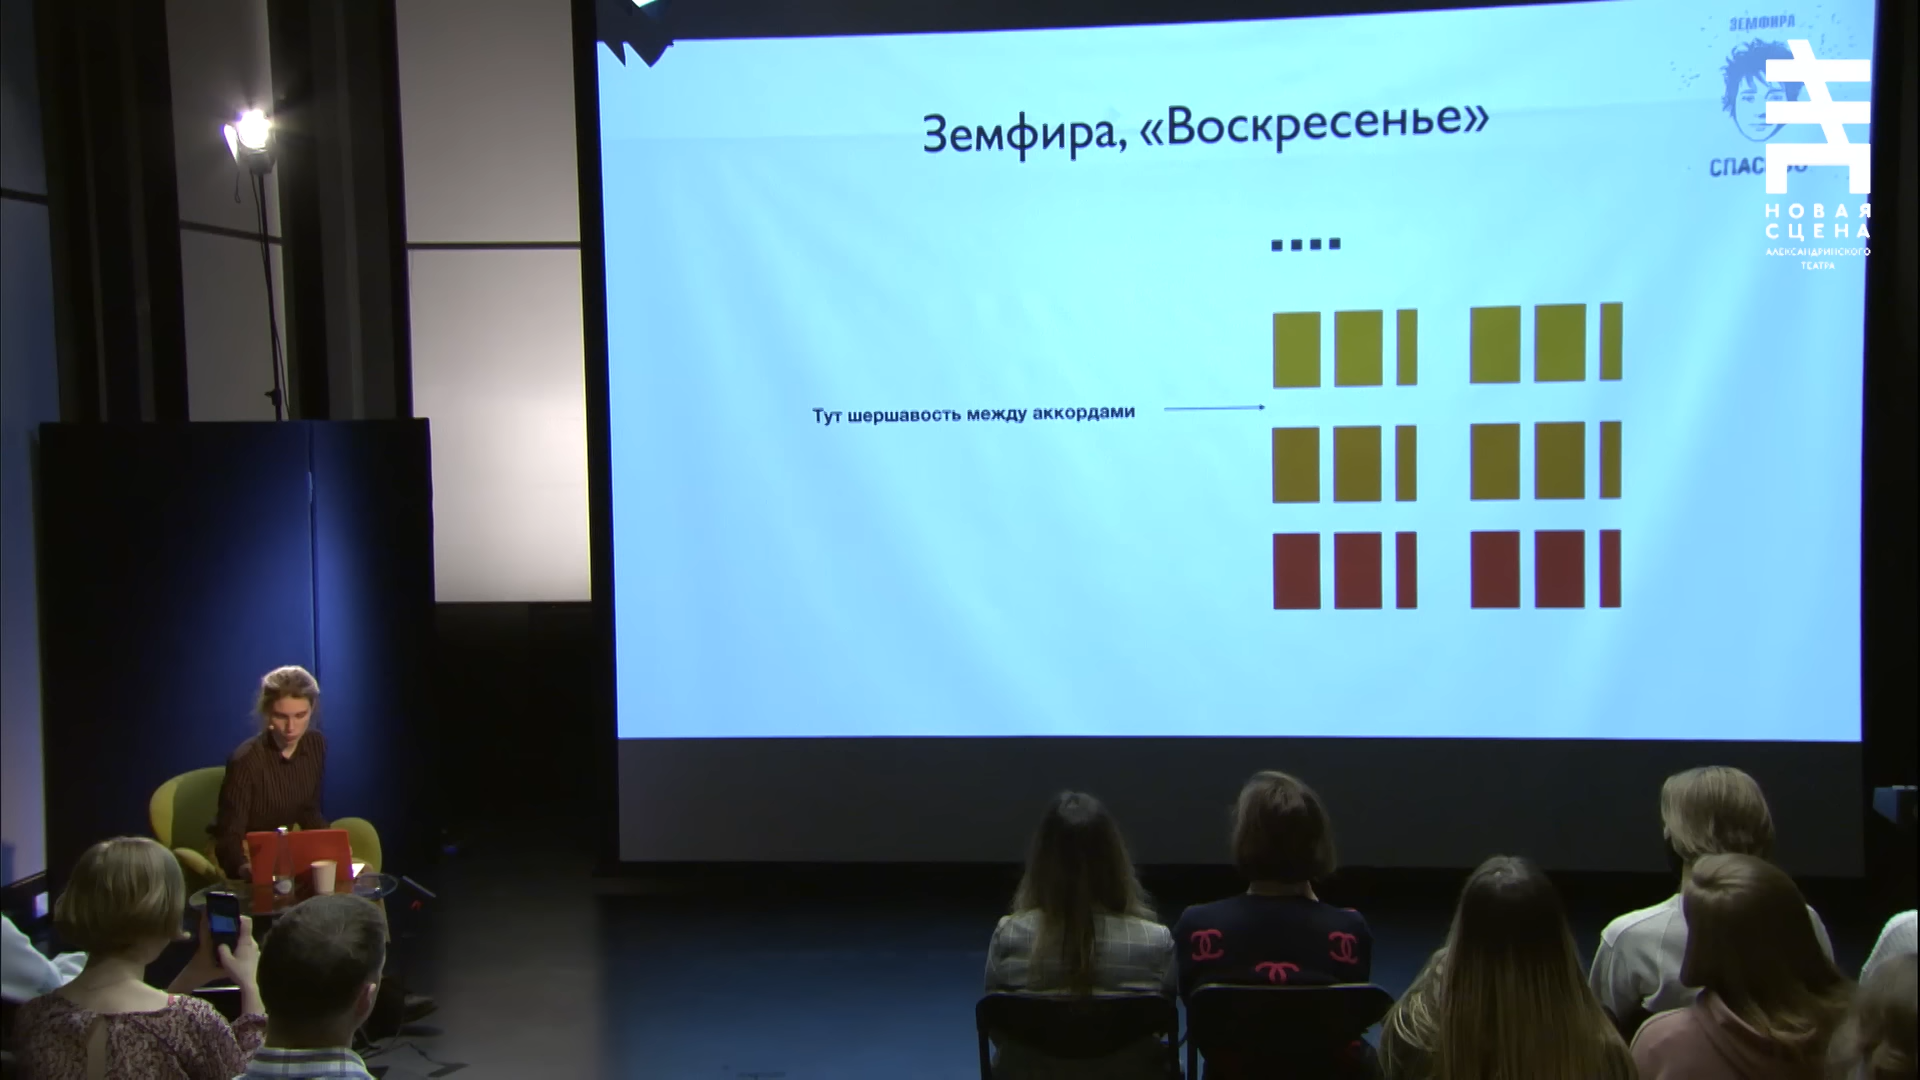 ЗЕМФИРА
Земфира, «Воскресенье»
НОВАЯ
СЦЕНА
АЛЕКСАНДРИНСКОГО
ТЕАТРА
Тут шершавость между аккордами